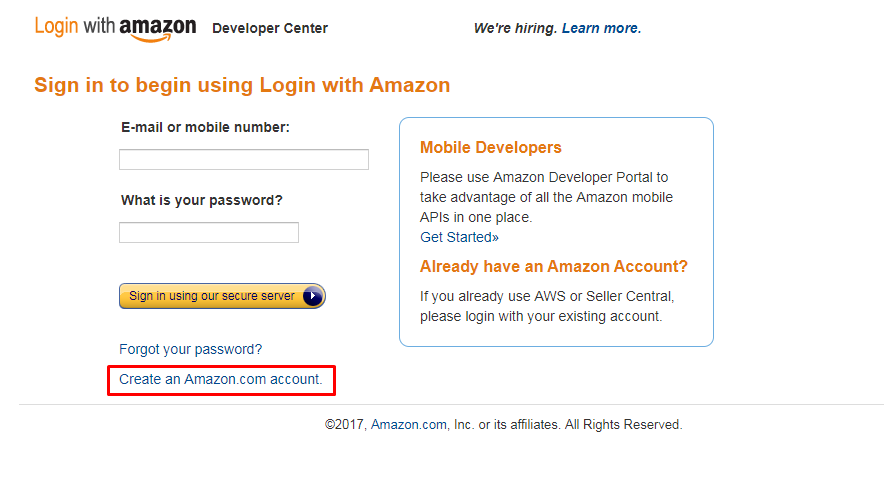 Login with amazon Developer Center We're hiring. Learn more.
Sign in to begin using Login with Amazon
E-mail or mobile number:
What is your password?
Sign in using our secure server
Forgot your password?
Create an Amazon.com account.
Mobile Developers
Please use Amazon Developer Portal to
take advantage of all the Amazon mobile
APIs in one place.
Get Started»
Already have an Amazon Account?
If you already use AWS or Seller Central,
please login with your existing account.
©2017, Amazon.com, Inc. or its affiliates. All Rights Reserved.